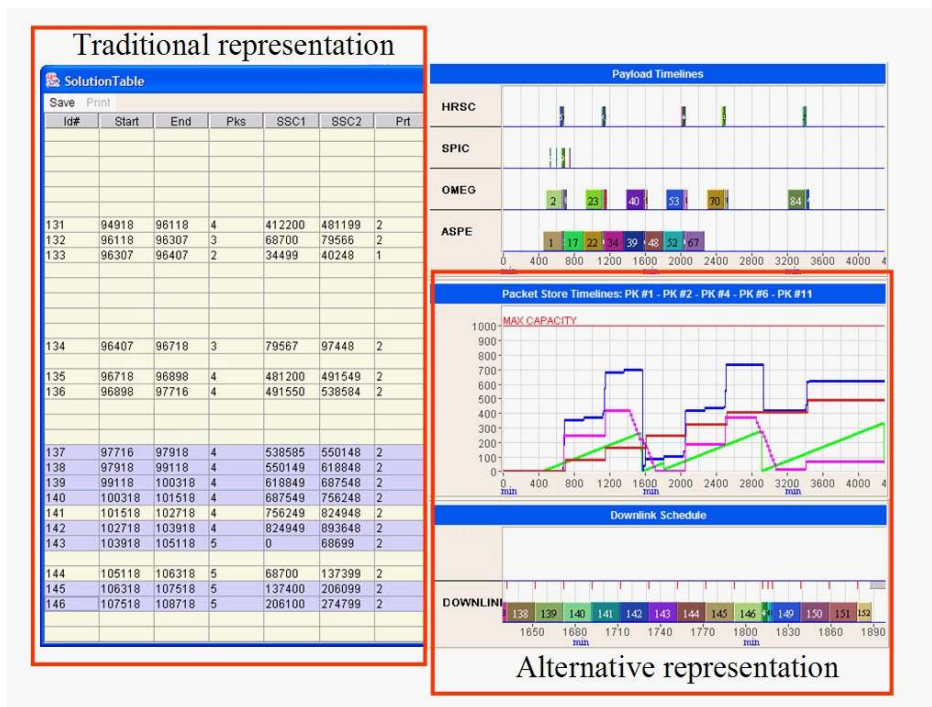 Traditional representation
SolutionTable
Save Print
Id# Start End Pks SSC1 SSC2 Prt
131 94918 96118 4 412200 481199 2
132 96118 96307 3 68700 79566 2
133 96307 96407 2 34499 40248 1
134 96407 96718 3 79567 97448 2
135 96718 96898 4 481200 491549 2
136 96898 97716 4 491550 538584 2
137 97716 97918 4 538585 550148 2
138 97918 99118 4 550149 618848 2
139 99118 100318 4 618849 687548 2
140 100318 101518 4 687549 756248 2
141 101518 102718 4 756249 824948 2
142 102718 103918 4 824949 893648 2
143 103918 105118 5 0 68699 2
144 105118 106318 5 68700 137399 2
145 106318 107518 5 137400 206099 2
146 107518 108718 5 206100 274799 2
Payload Timelines
HRSC
SPIC
OMEG
2 23 40 53 70 84
ASPE
1 17 22 34 39 48 52 67
0 400 800 1200 1600 2000 2400 2800 3200 3600 4000 4
min min min
Packet Store Timelines: PK #1 - PK #2 - PK #4 - PK #6 - PK #11
MAX CAPACITY
1000
900
800
700
600
500
400
300
200
100
0
0 400 800 1200 1600 2000 2400 2800 3200 3600 4000 4
min min min
Downlink Schedule
DOWNLINI
138 139 140 141 142 143 144 145 146 149 150 151 152
1650 1680 1710 1740 1770 1800 1830 1860 1890
min min
Alternative representation